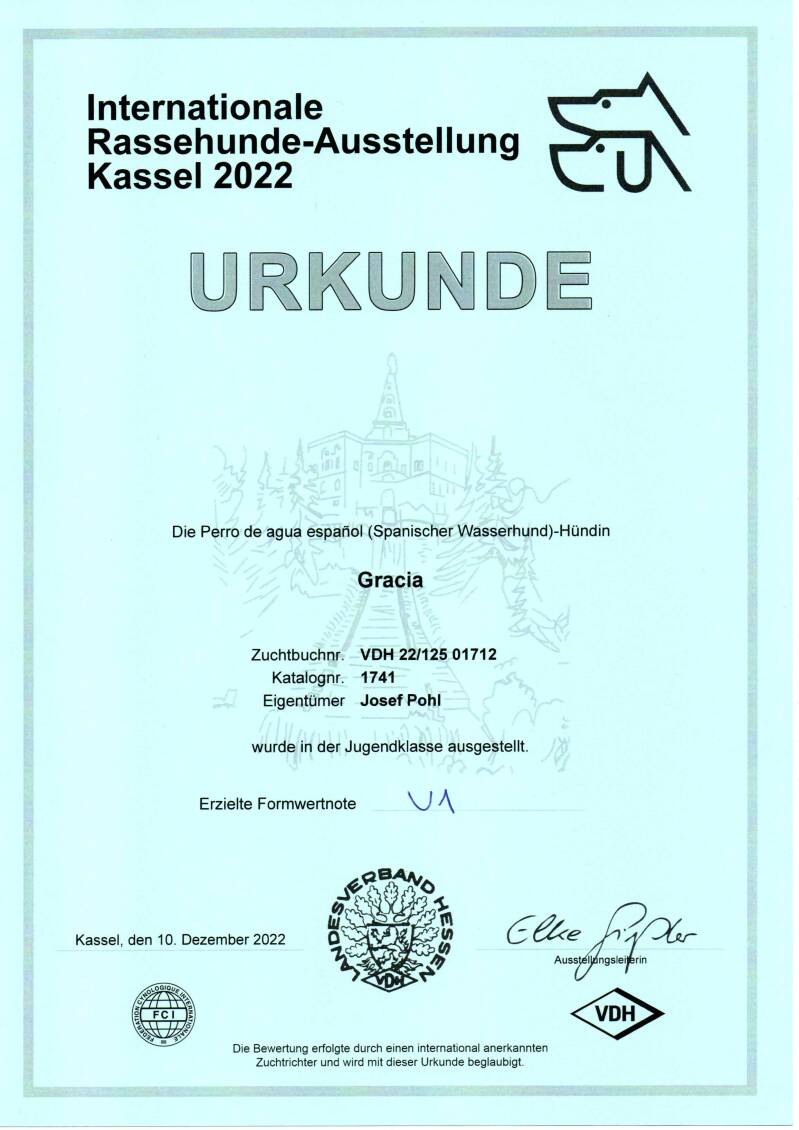 Internationale
Rassehunde-Ausstellung
Kassel 2022
URKUNDE
Die Perro de agua español (Spanischer Wasserhund)-Hündin
Gracia
Zuchtbuchnr. VDH 22/125 01712
Katalognr. 1741
Eigentümer Josef Pohl
wurde in der Jugendklasse ausgestellt.
Erzielte Formwertnote V1
LANDESVERBAND HESSEN
VDH
Kassel, den 10. Dezember 2022
Elke
Ausstellungsleiterin
FEDERATION CYNOLOGIQUE INTERNATIONALE
FCI
VDH
Die Bewertung erfolgte durch einen international anerkannten
Zuchtrichter und wird mit dieser Urkunde beglaubigt.